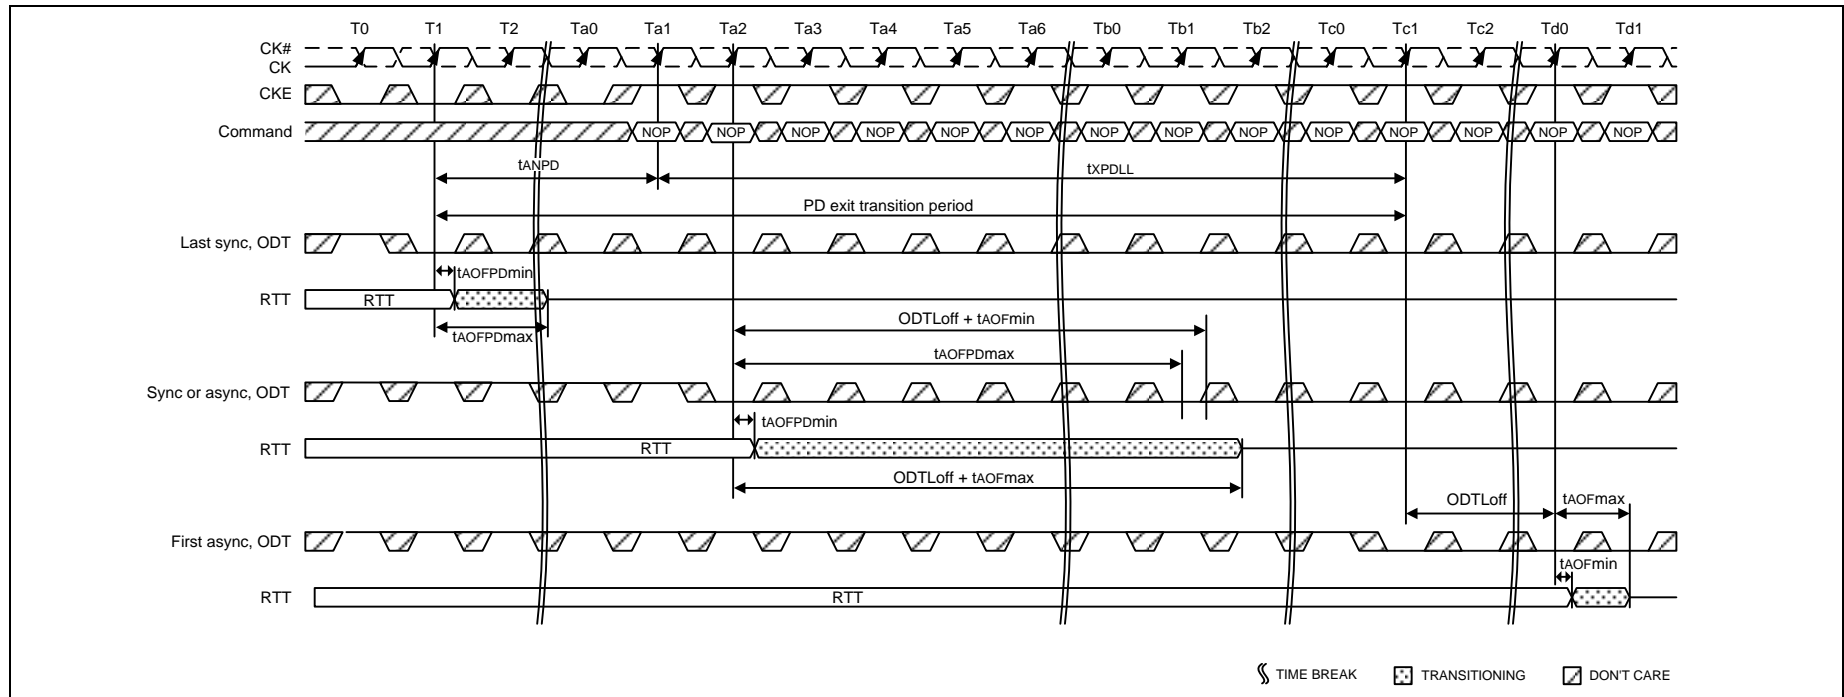 T0 T1 T2 Ta0 Ta1 Ta2 Ta3 Ta4 Ta5 Ta6 Tb0 Tb1 Tb2 Tc0 Tc1 Tc2 Td0 Td1
CK#
CK
CKE
Command NOP NOP NOP NOP NOP NOP NOP NOP NOP NOP NOP NOP NOP NOP
tANPD tXPDLL
PD exit transition period
Last sync, ODT
tAOFPDmin
RTT RTT
ODTLoff + tAOFmin
tAOFPDmax
tAOFPDmax
Sync or async, ODT
tAOFPDmin
RTT RTT
ODTLoff + tAOFmax
ODTLoff tAOFmax
First async, ODT
tAOFmin
RTT RTT
TIME BREAK TRANSITIONING DON'T CARE